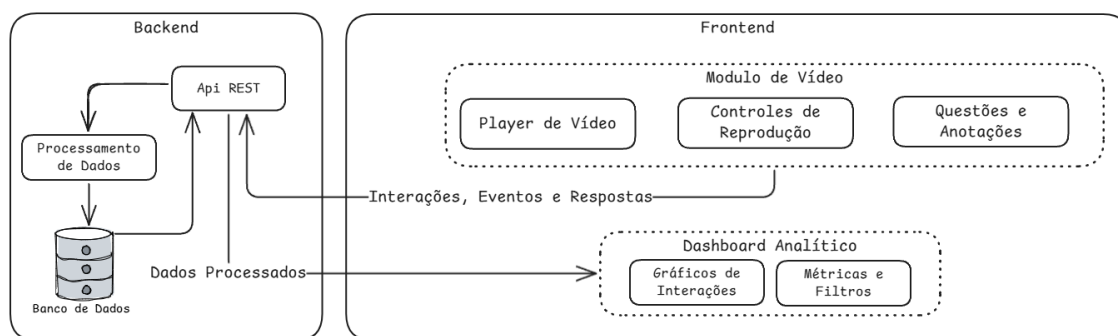 Backend
Api REST
Processamento
de Dados
Banco de Dados
Dados Processados
Frontend
Modulo de Vídeo
Player de Vídeo
Controles de
Reprodução
Questões e
Anotações
Interações, Eventos e Respostas
Dashboard Analítico
Gráficos de
Interações
Métricas e
Filtros